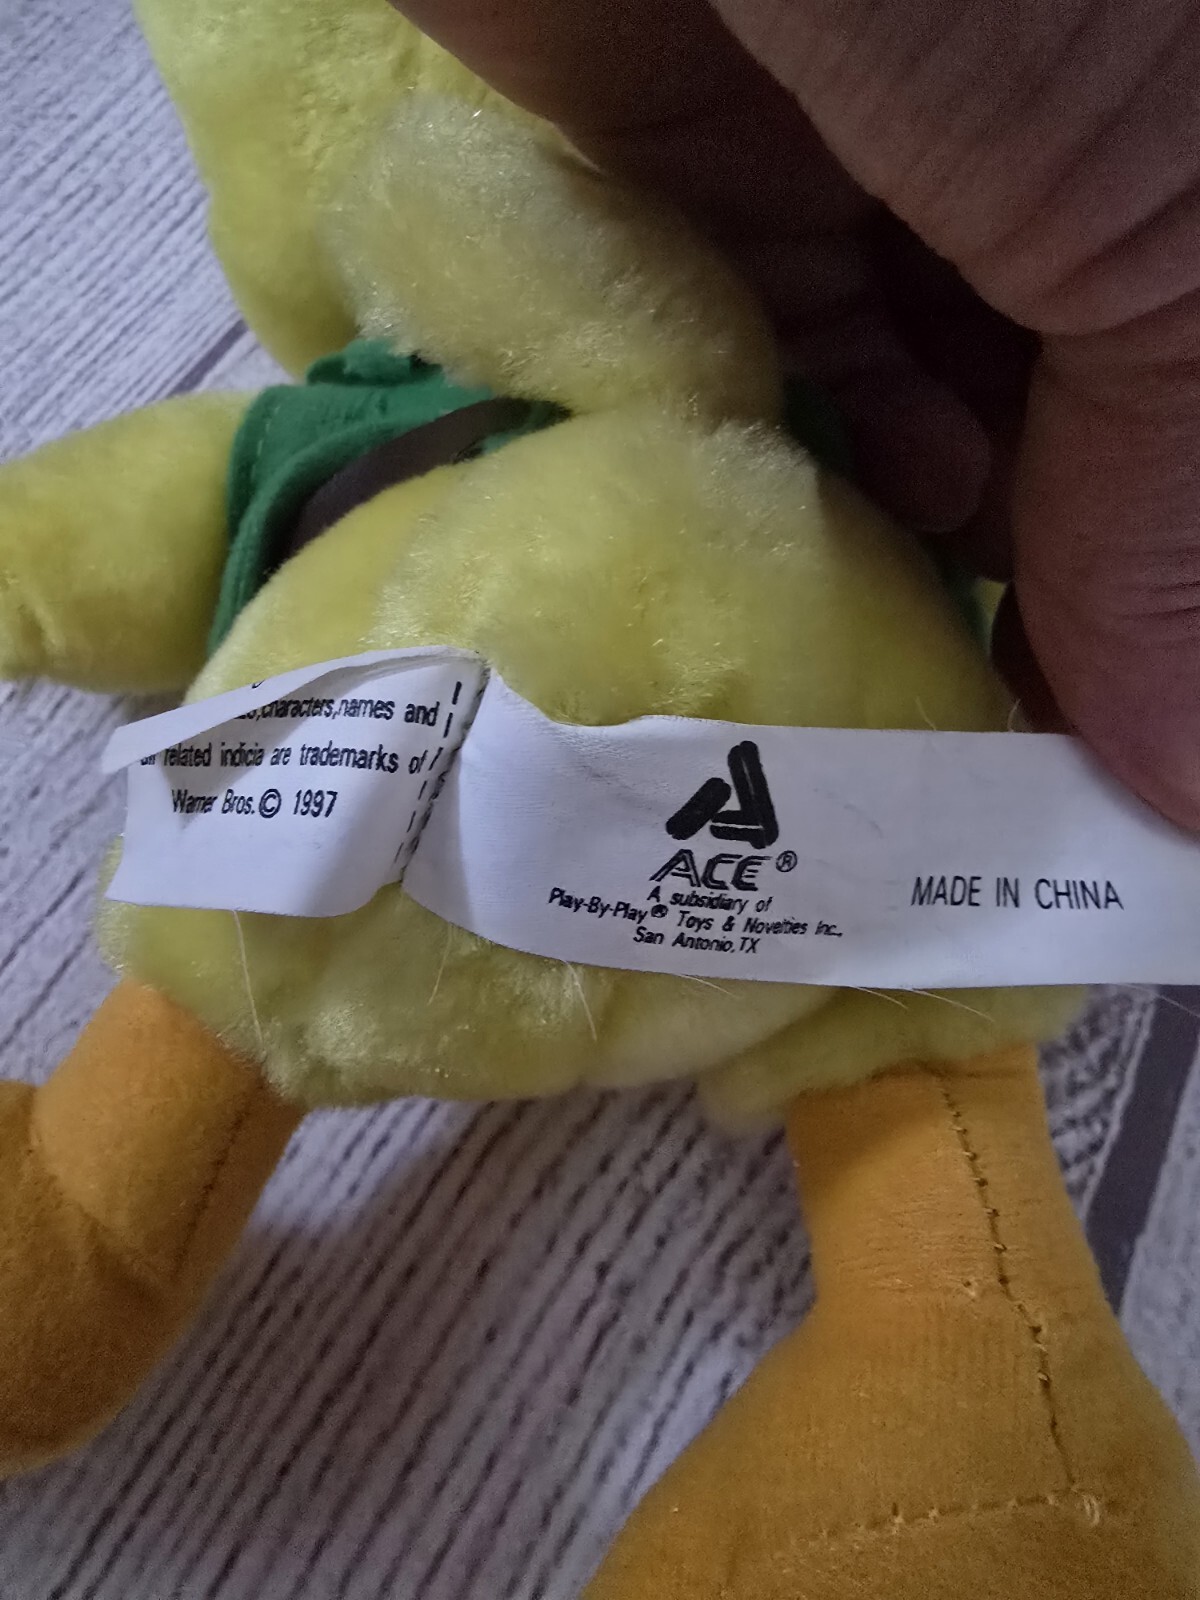 characters,names and
related indicia are trademarks of
Warner Bros.© 1997
ACE®
A subsidiary of
Play-By-Play® Toys & Novelties Inc.,
San Antonio,TX
MADE IN CHINA